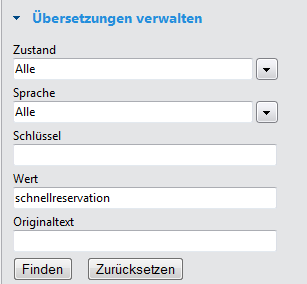 Übersetzungen verwalten
Zustand
Alle
Sprache
Alle
Schlüssel
Wert
schnellreservation
Originaltext
Finden Zurücksetzen